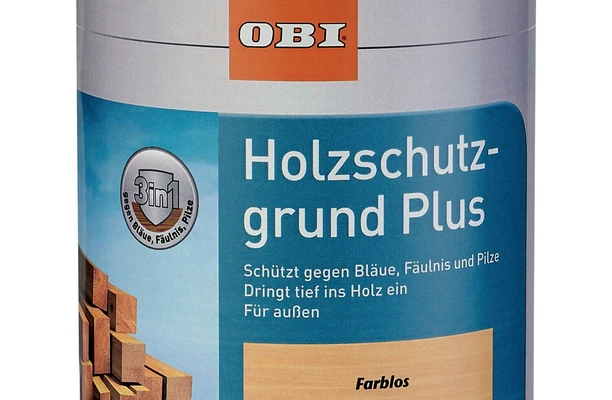 OBI
3in1
gegen Bläue, Fäulnis, Pilze
Holzschutz-
grund Plus
Schützt gegen Bläue, Fäulnis und Pilze
Dringt tief ins Holz ein
Für außen
Farblos